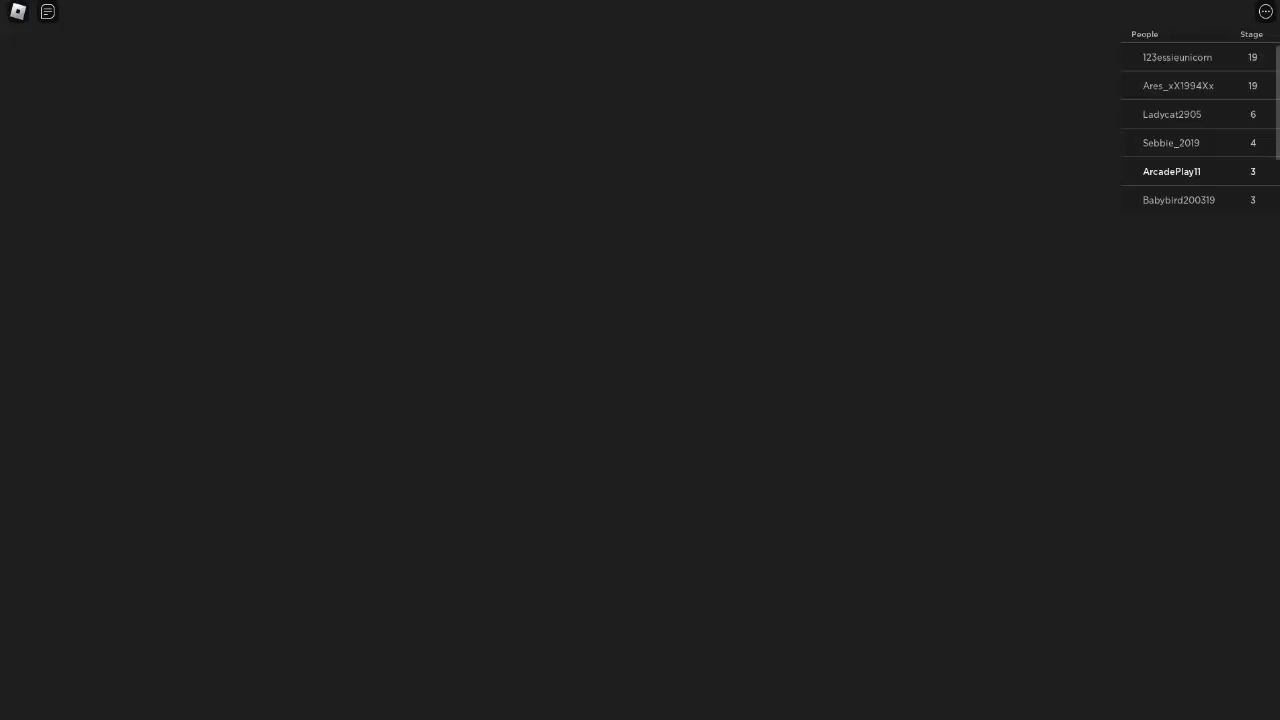 People Stage
123essieunicorn 19
Ares_xX1994Xx 19
Ladycat2905 6
Sebbie_2019 4
ArcadePlay11 3
Babybird200319 3